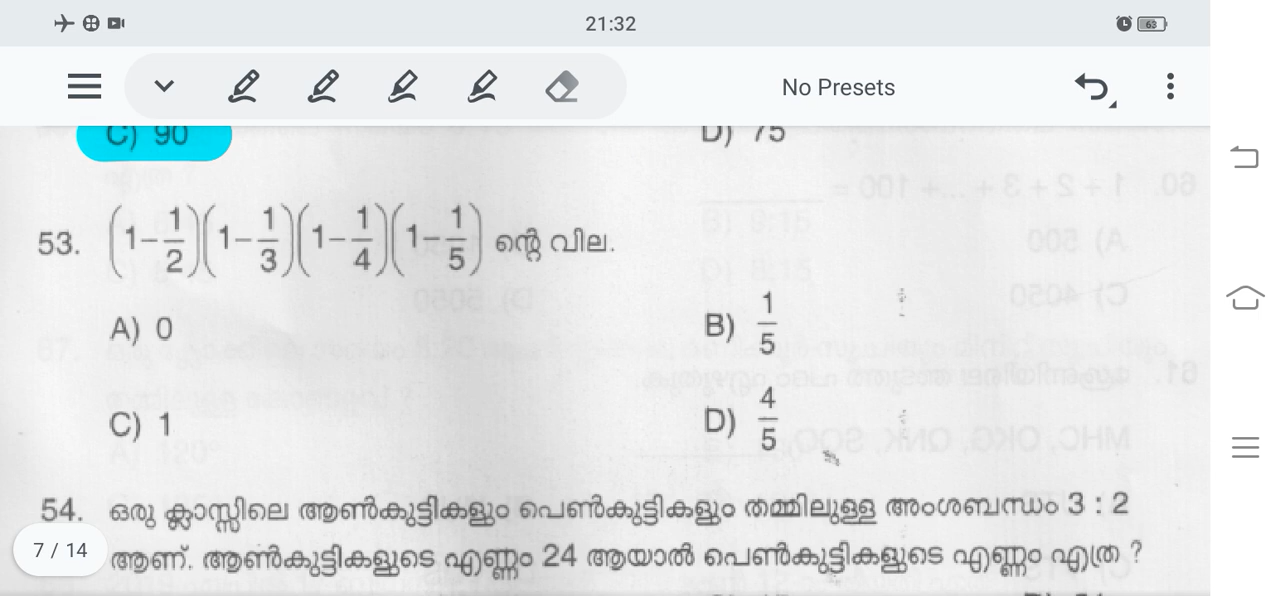 21:32
63
No Presets
C) 90 D) 75
53. (1-1/2)(1-1/3)(1-1/4)(1-1/5) ന്റെ വില.
A) 0 B) 1/5
C) 1 D) 4/5
54. ഒരു ക്ലാസ്സിലെ ആൺകുട്ടികളും പെൺകുട്ടികളും തമ്മിലുള്ള അംശബന്ധം 3 : 2
7 / 14 ആണ്. ആൺകുട്ടികളുടെ എണ്ണം 24 ആയാൽ പെൺകുട്ടികളുടെ എണ്ണം എത്ര ?